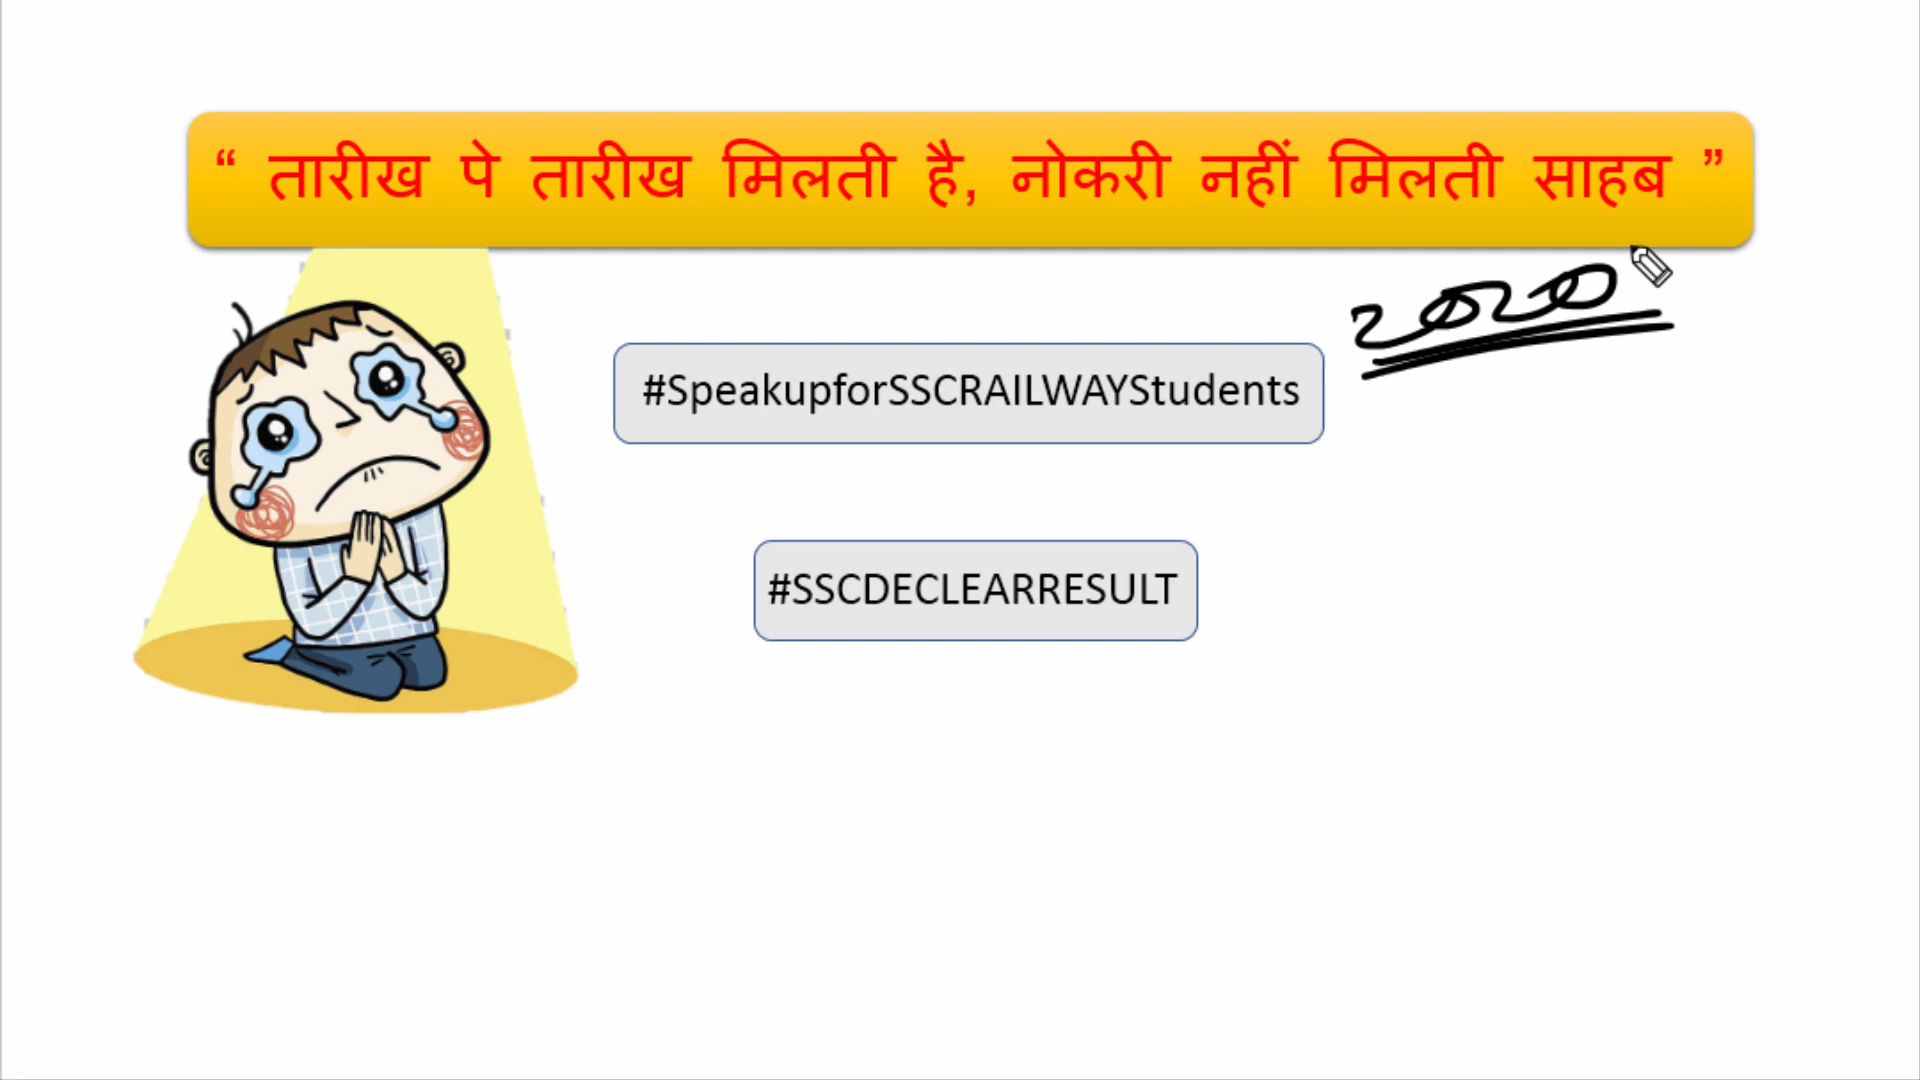 “ तारीख पे तारीख मिलती है, नोकरी नहीं मिलती साहब ”
2020
#SpeakupforSSCRAILWAYStudents
#SSCDECLEARRESULT